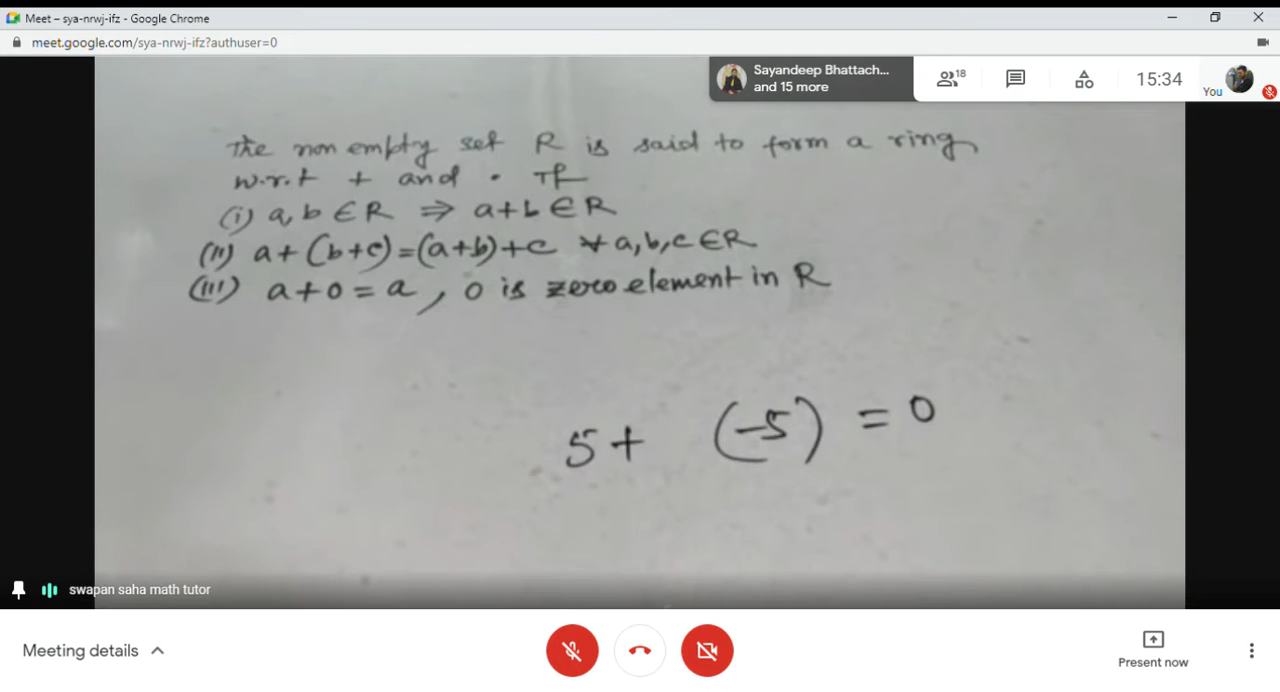 Meet – sya-nrwj-ifz - Google Chrome
meet.google.com/sya-nrwj-ifz?authuser=0
Sayandeep Bhattach...
and 15 more
18
15:34
You
The non empty set R is said to form a ring,
w.r.t + and . If
(i) a, b ∈ R ⇒ a+b ∈ R
(ii) a + (b+c) = (a+b)+c ∀ a,b,c ∈ R
(iii) a + 0 = a, 0 is zero element in R
5 + (-5) = 0
swapan saha math tutor
Meeting details
Present now